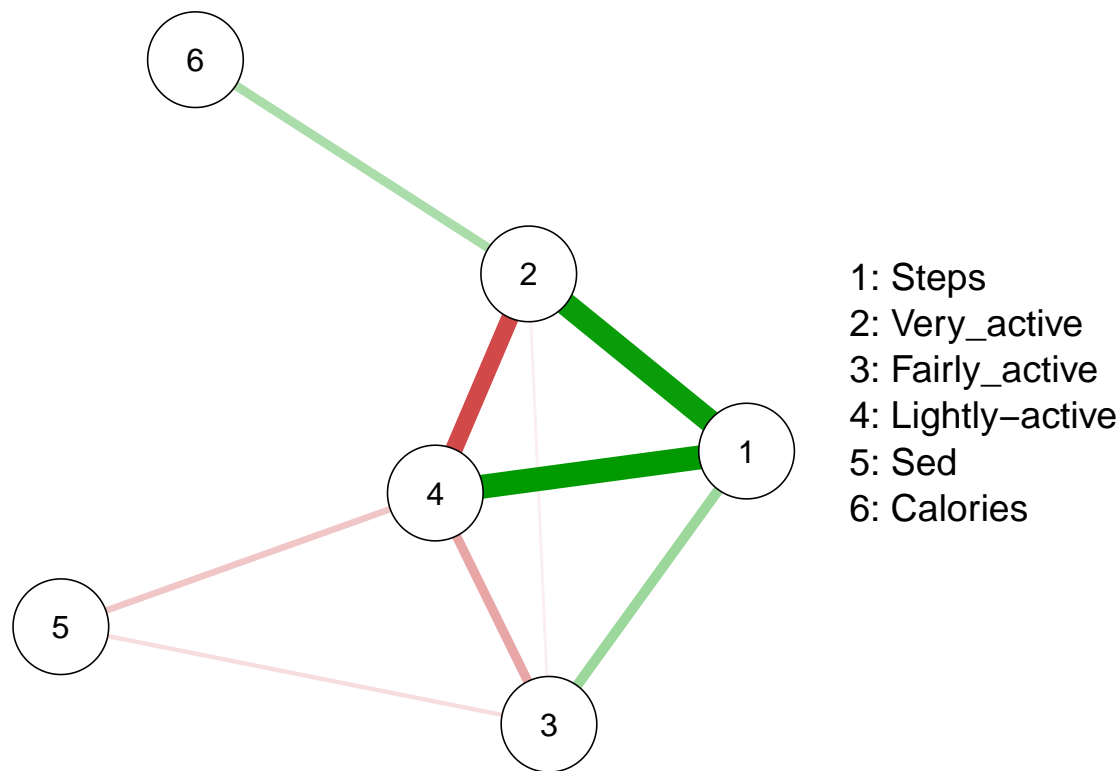 6
2
1
4
5
3
1: Steps
2: Very_active
3: Fairly_active
4: Lightly−active
5: Sed
6: Calories